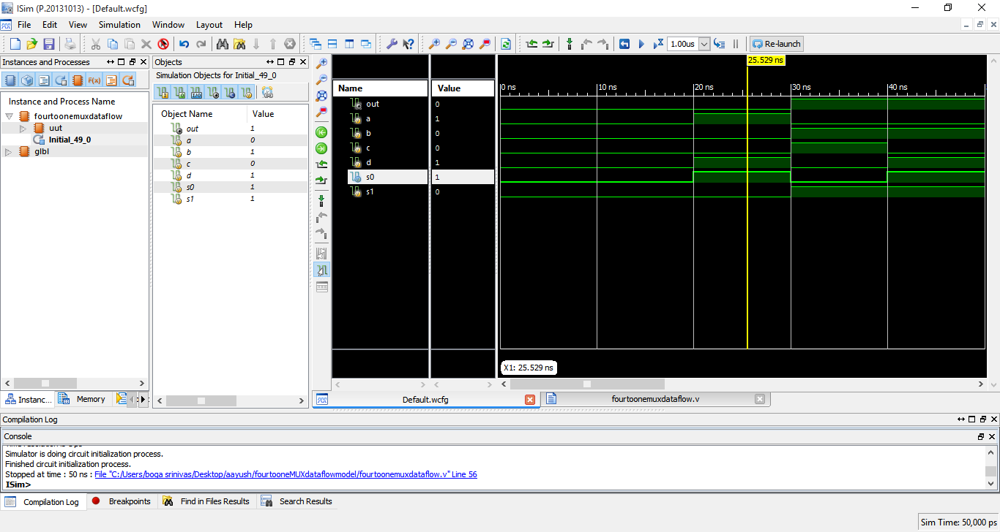 ISim (P.20131013) - [Default.wcfg]
File Edit View Simulation Window Layout Help
1.00us Re-launch
Instances and Processes
Instance and Process Name
fourtoonemuxdataflow
uut
Initial_49_0
glbl
Instanc... Memory
Objects
Simulation Objects for Initial_49_0
Object Name Value
out 1
a 0
b 1
c 0
d 1
s0 1
s1 1
Name Value
out 0
a 1
b 0
c 0
d 1
s0 1
s1 0
25.529 ns
0 ns 10 ns 20 ns 30 ns 40 ns
X1: 25.529 ns
Default.wcfg fourtoonemuxdataflow.v
Compilation Log
Console
Simulator is doing circuit initialization process.
Finished circuit initialization process.
Stopped at time : 50 ns : File "C:/Users/boga srinivas/Desktop/aayush/fourtooneMUXdataflowmodel/fourtoonemuxdataflow.v" Line 56
ISim>
Compilation Log Breakpoints Find in Files Results Search Results
Sim Time: 50,000 ps